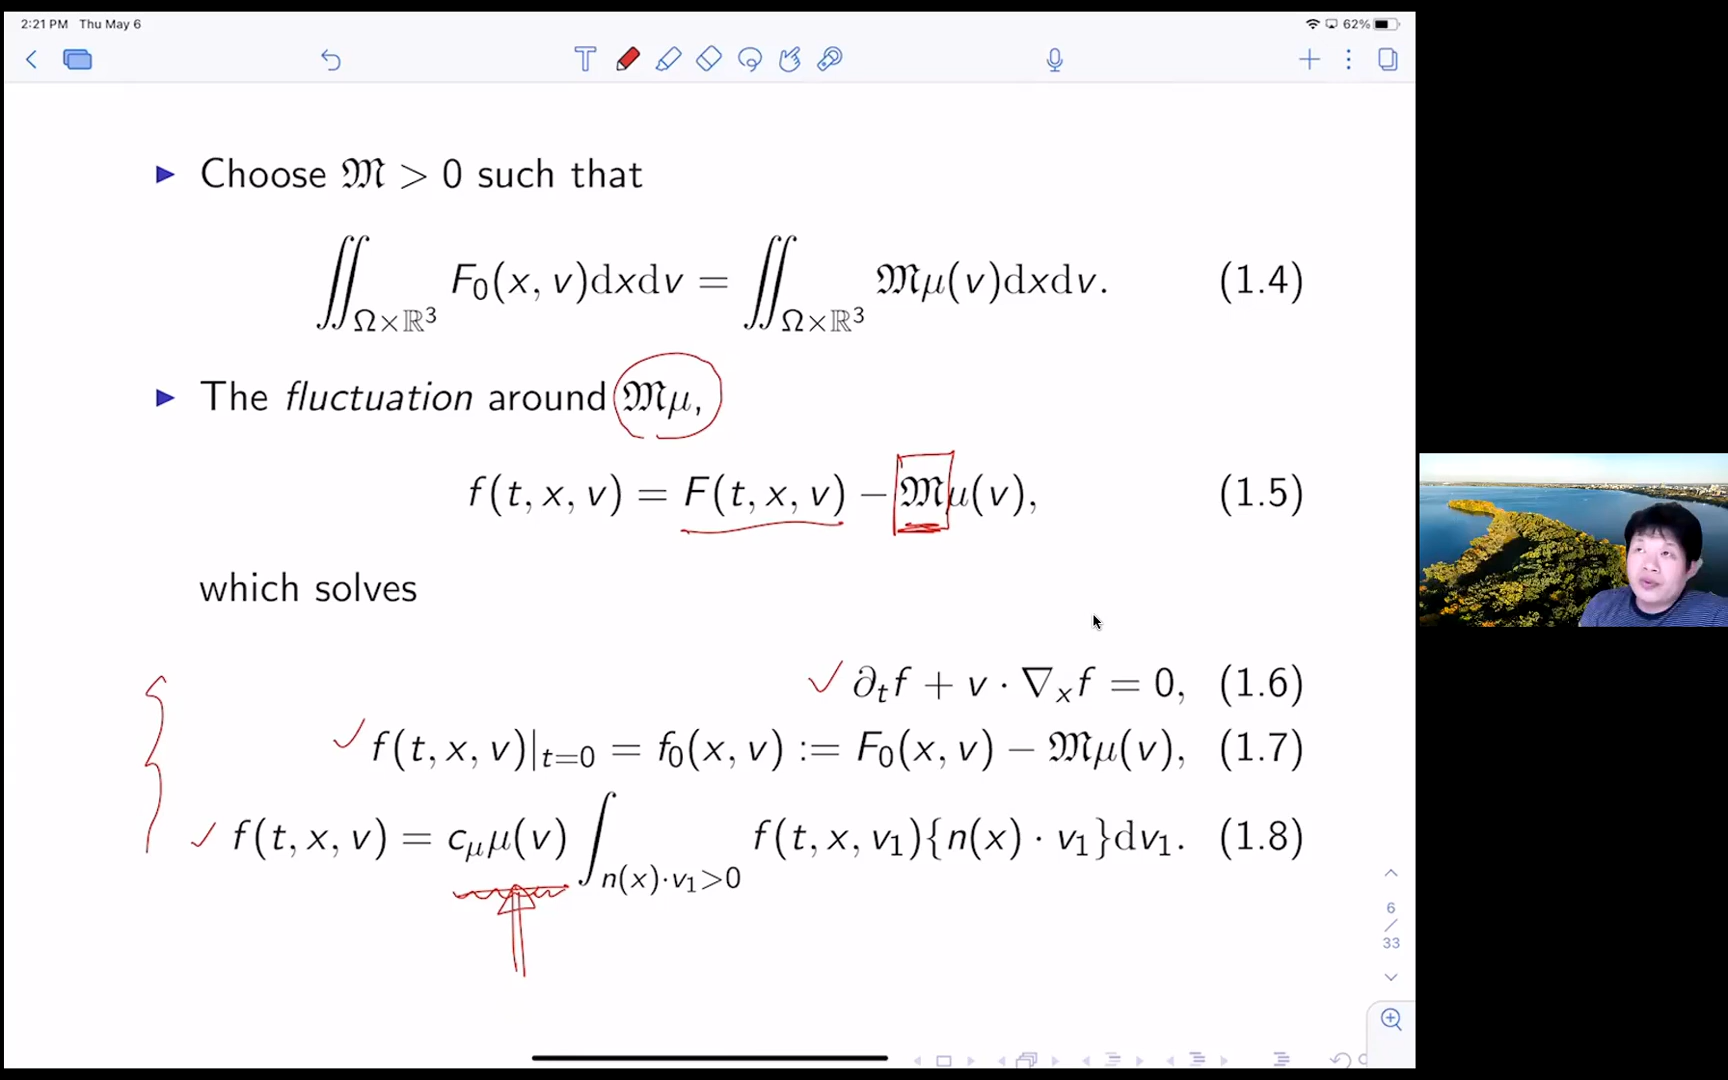 2:21 PM Thu May 6 62%
▶ Choose 𝔐 > 0 such that
∬_{Ω×ℝ³} F₀(x, v)dxdv = ∬_{Ω×ℝ³} 𝔐μ(v)dxdv. (1.4)
▶ The fluctuation around 𝔐μ,
f(t, x, v) = F(t, x, v) − 𝔐μ(v), (1.5)
which solves
∂ₜf + v · ∇ₓf = 0, (1.6)
f(t, x, v)|_{t=0} = f₀(x, v) := F₀(x, v) − 𝔐μ(v), (1.7)
f(t, x, v) = c_μ μ(v) ∫_{n(x)·v₁>0} f(t, x, v₁){n(x) · v₁}dv₁. (1.8)
6
/
33